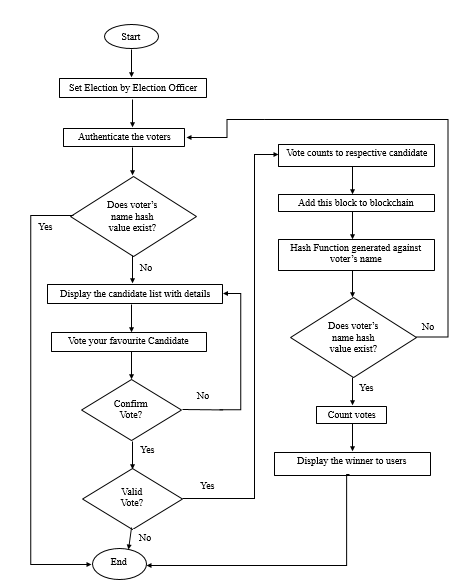 Start
Set Election by Election Officer
Authenticate the voters
Does voter's
name hash
value exist?
Yes
No
Display the candidate list with details
Vote your favourite Candidate
Confirm
Vote?
No
Yes
Valid
Vote?
Yes
No
End
Vote counts to respective candidate
Add this block to blockchain
Hash Function generated against
voter's name
Does voter's
name hash
value exist?
No
Yes
Count votes
Display the winner to users